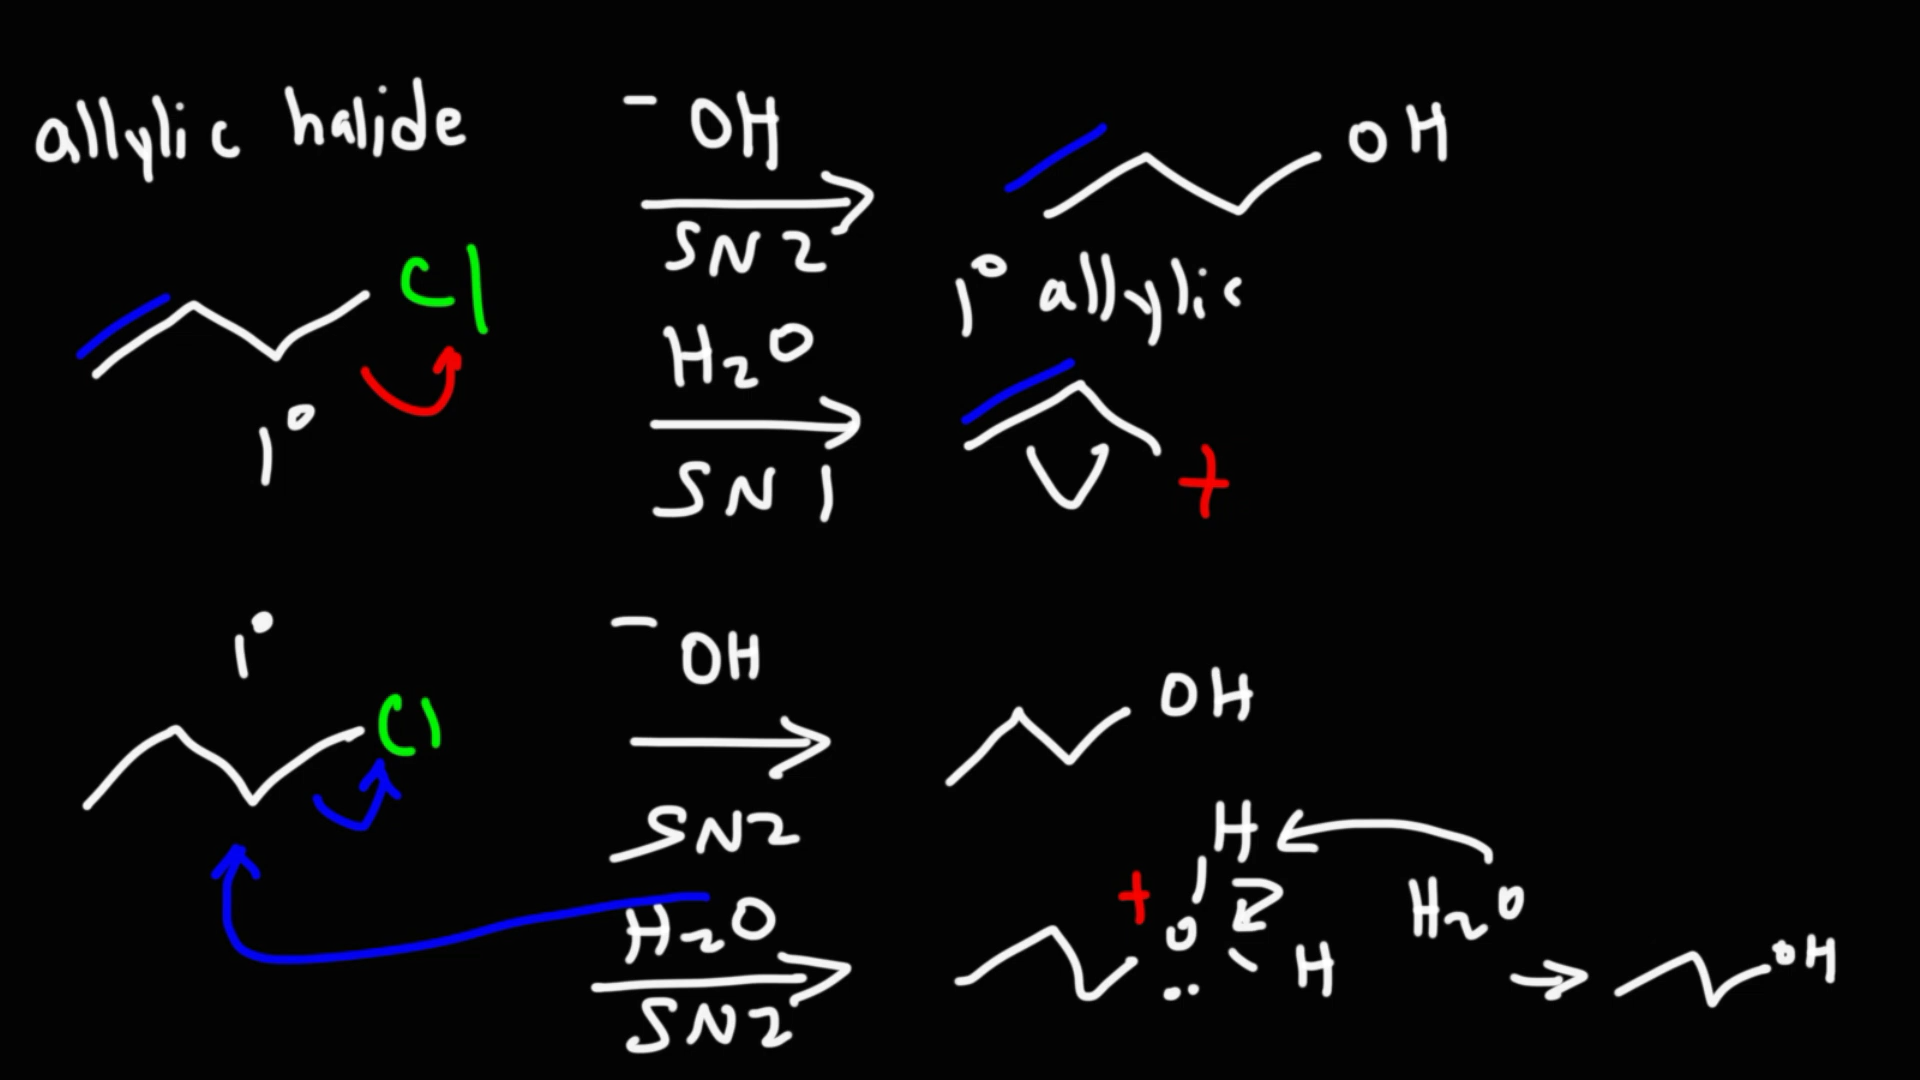 allylic halide
⁻OH
SN2
OH
Cl
1° allylic
H₂O
SN1
+
1°
1°
Cl
⁻OH
SN2
OH
H₂O
SN2
H
+
O
H
H₂O
OH